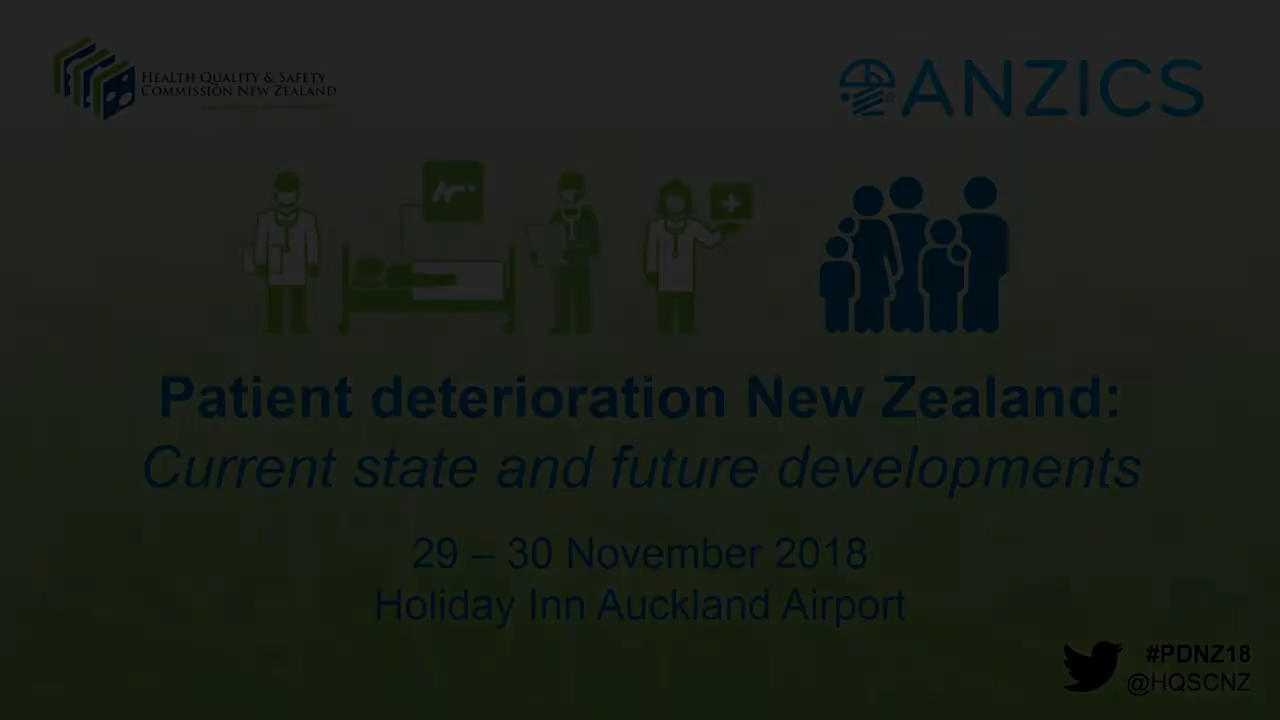 HEALTH QUALITY & SAFETY
COMMISSION NEW ZEALAND
ANZICS
Patient deterioration New Zealand:
Current state and future developments
29 – 30 November 2018
Holiday Inn Auckland Airport
#PDNZ18
@HQSCNZ